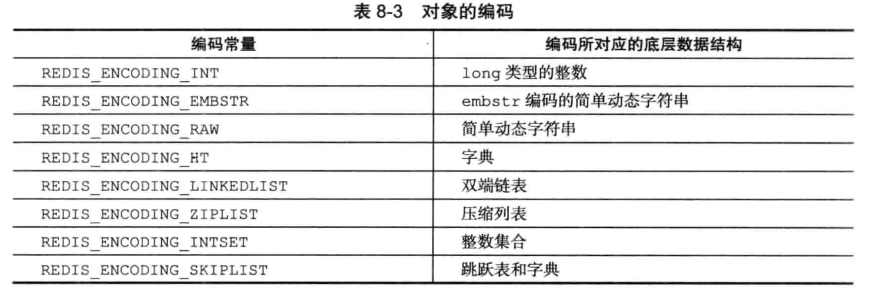 表 8-3 对象的编码
编码常量 编码所对应的底层数据结构
REDIS_ENCODING_INT long 类型的整数
REDIS_ENCODING_EMBSTR embstr 编码的简单动态字符串
REDIS_ENCODING_RAW 简单动态字符串
REDIS_ENCODING_HT 字典
REDIS_ENCODING_LINKEDLIST 双端链表
REDIS_ENCODING_ZIPLIST 压缩列表
REDIS_ENCODING_INTSET 整数集合
REDIS_ENCODING_SKIPLIST 跳跃表和字典